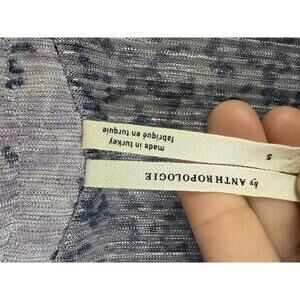 made in turkey
fabriqué en turquie
S
by ANTHROPOLOGIE